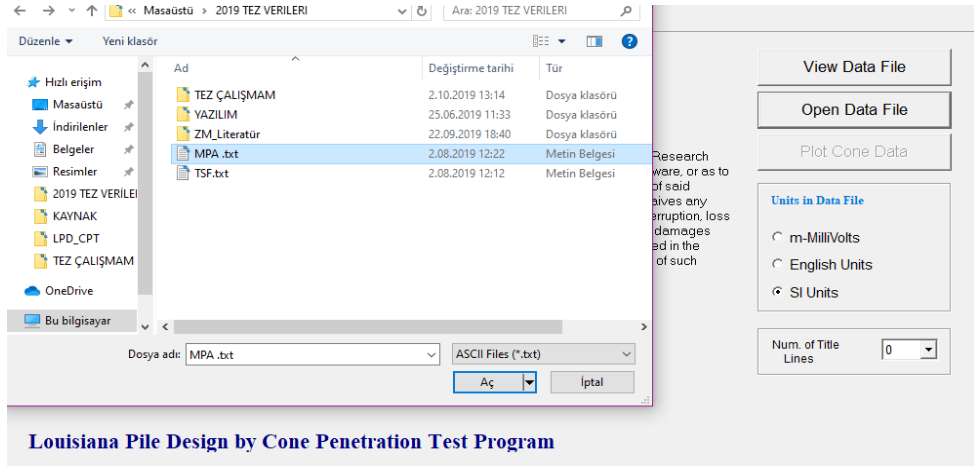 « Masaüstü › 2019 TEZ VERILERI
Ara: 2019 TEZ VERILERI
Düzenle
Yeni klasör
Hızlı erişim
Masaüstü
İndirilenler
Belgeler
Resimler
2019 TEZ VERİLEI
KAYNAK
LPD_CPT
TEZ ÇALIŞMAM
OneDrive
Bu bilgisayar
Ad Değiştirme tarihi Tür
TEZ ÇALIŞMAM 2.10.2019 13:14 Dosya klasörü
YAZILIM 25.06.2019 11:33 Dosya klasörü
ZM_Literatür 22.09.2019 18:40 Dosya klasörü
MPA .txt 2.08.2019 12:22 Metin Belgesi
TSF.txt 2.08.2019 12:12 Metin Belgesi
Dosya adı: MPA .txt
ASCII Files (*.txt)
Aç
İptal
Research
ware, or as to
of said
aives any
erruption, loss
damages
ed in the
of such
View Data File
Open Data File
Plot Cone Data
Units in Data File
m-MilliVolts
English Units
SI Units
Num. of Title
Lines
0
Louisiana Pile Design by Cone Penetration Test Program